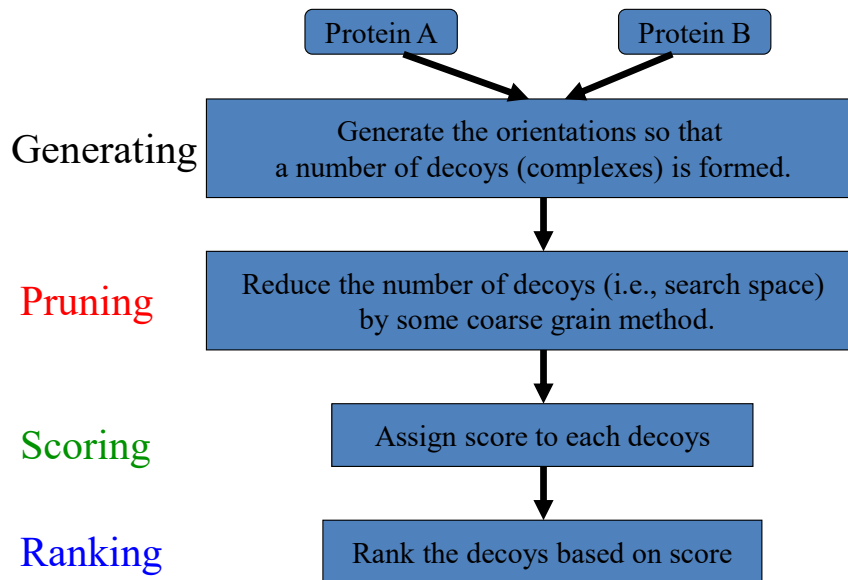 Protein A
Protein B
Generating
Generate the orientations so that
a number of decoys (complexes) is formed.
Pruning
Reduce the number of decoys (i.e., search space)
by some coarse grain method.
Scoring
Assign score to each decoys
Ranking
Rank the decoys based on score